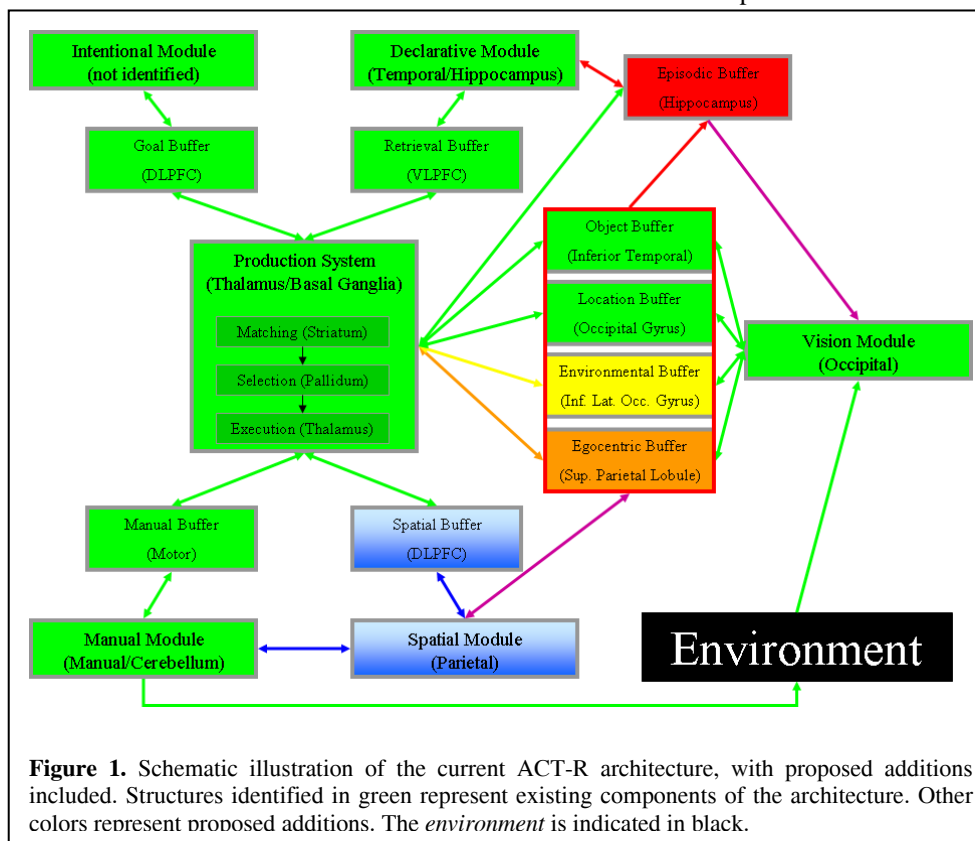 Intentional Module
(not identified)
Declarative Module
(Temporal/Hippocampus)
Episodic Buffer
(Hippocampus)
Goal Buffer
(DLPFC)
Retrieval Buffer
(VLPFC)
Object Buffer
(Inferior Temporal)
Production System
(Thalamus/Basal Ganglia)
Location Buffer
(Occipital Gyrus)
Matching (Striatum)
Selection (Pallidum)
Execution (Thalamus)
Vision Module
(Occipital)
Environmental Buffer
(Inf. Lat. Occ. Gyrus)
Egocentric Buffer
(Sup. Parietal Lobule)
Manual Buffer
(Motor)
Spatial Buffer
(DLPFC)
Manual Module
(Manual/Cerebellum)
Spatial Module
(Parietal)
Environment
Figure 1. Schematic illustration of the current ACT-R architecture, with proposed additions
included. Structures identified in green represent existing components of the architecture. Other
colors represent proposed additions. The environment is indicated in black.